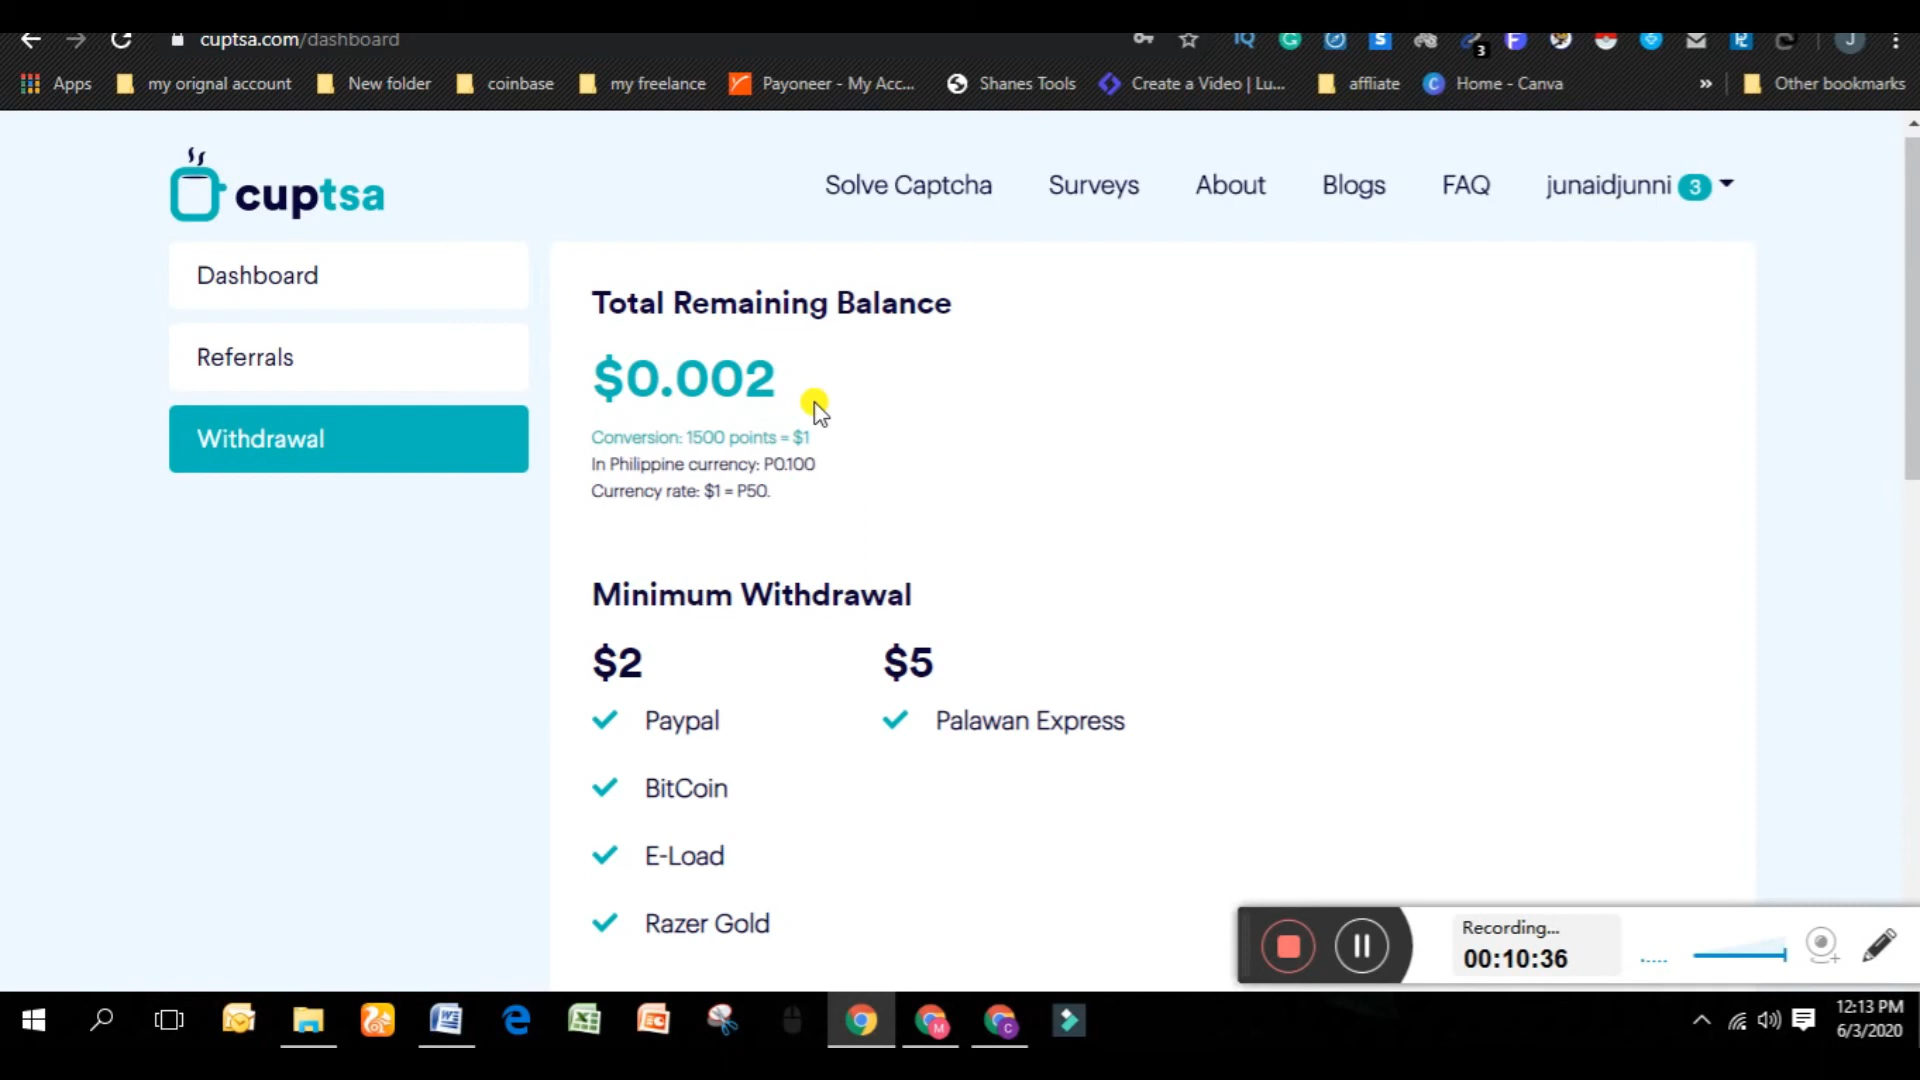 cuptsa.com/dashboard
3
J
Apps
my orignal account
New folder
coinbase
my freelance
Payoneer - My Acc...
Shanes Tools
Create a Video | Lu...
affliate
Home - Canva
»
Other bookmarks
cuptsa
Solve Captcha
Surveys
About
Blogs
FAQ
junaidjunni 3
Dashboard
Referrals
Withdrawal
Total Remaining Balance
$0.002
Conversion: 1500 points = $1
In Philippine currency: P0.100
Currency rate: $1 = P50.
Minimum Withdrawal
$2
$5
Paypal
Palawan Express
BitCoin
E-Load
Razer Gold
Recording...
00:10:36
12:13 PM
6/3/2020